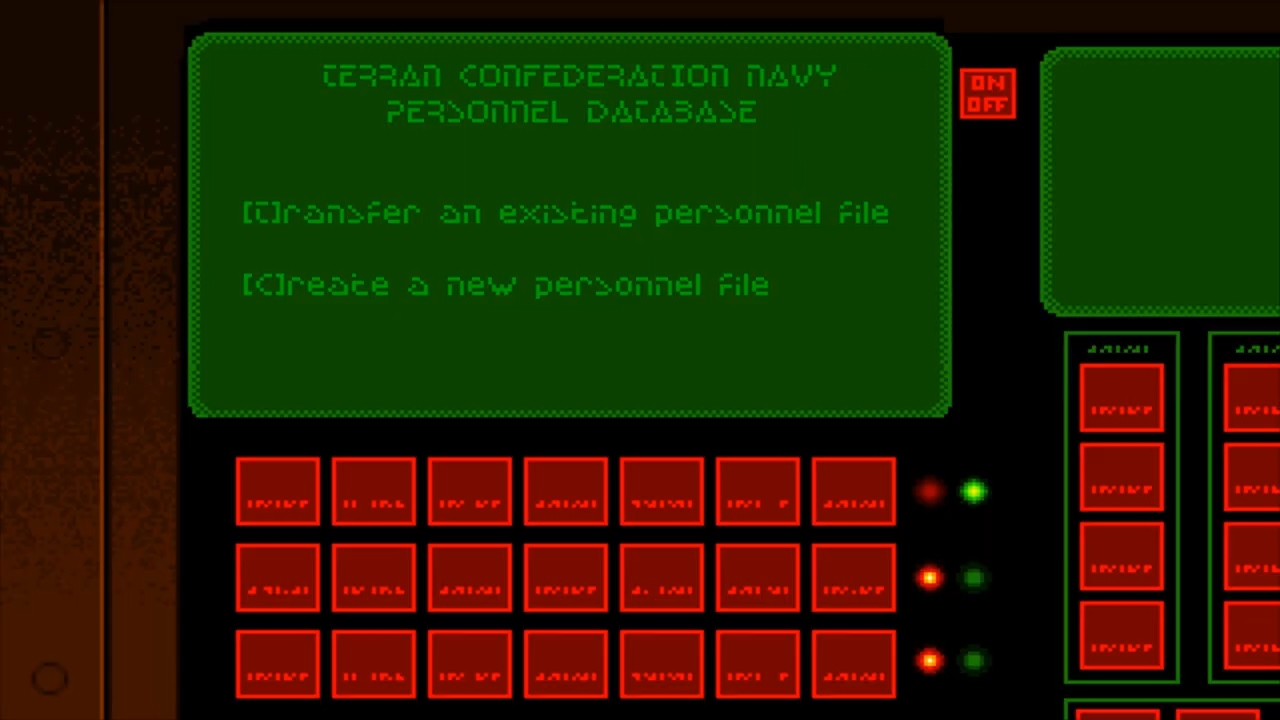 TERRAN CONFEDERATION NAVY
PERSONNEL DATABASE
ON
OFF
[T]ransfer an existing personnel file
[C]reate a new personnel file